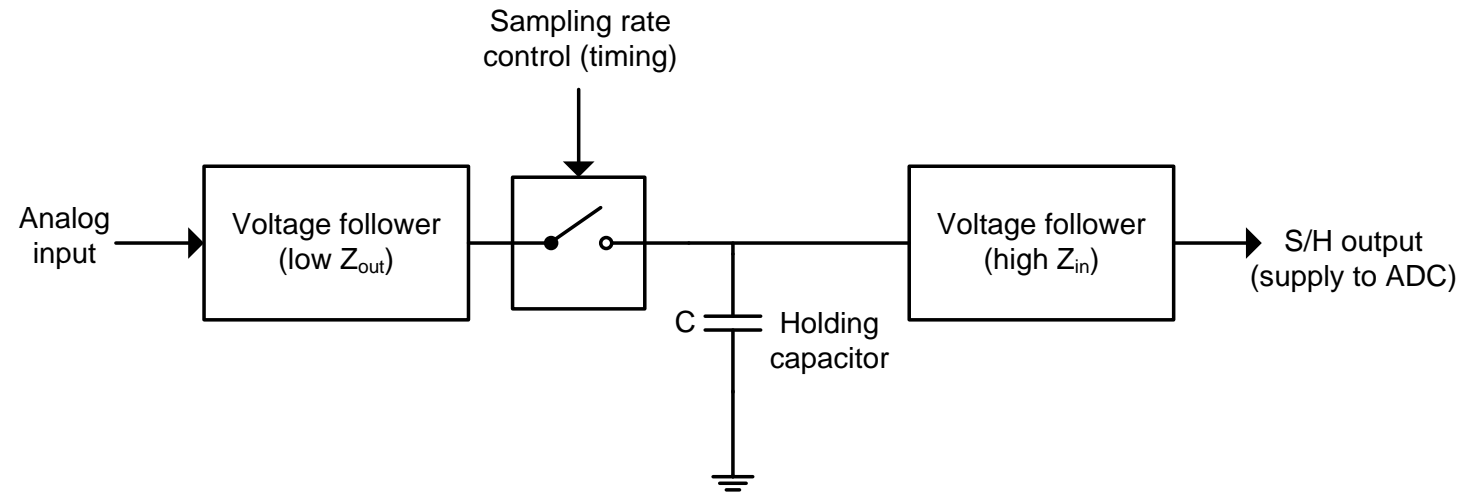 Sampling rate
control (timing)
Analog
input
Voltage follower
(low Zout)
Voltage follower
(high Zin)
S/H output
(supply to ADC)
C
Holding
capacitor